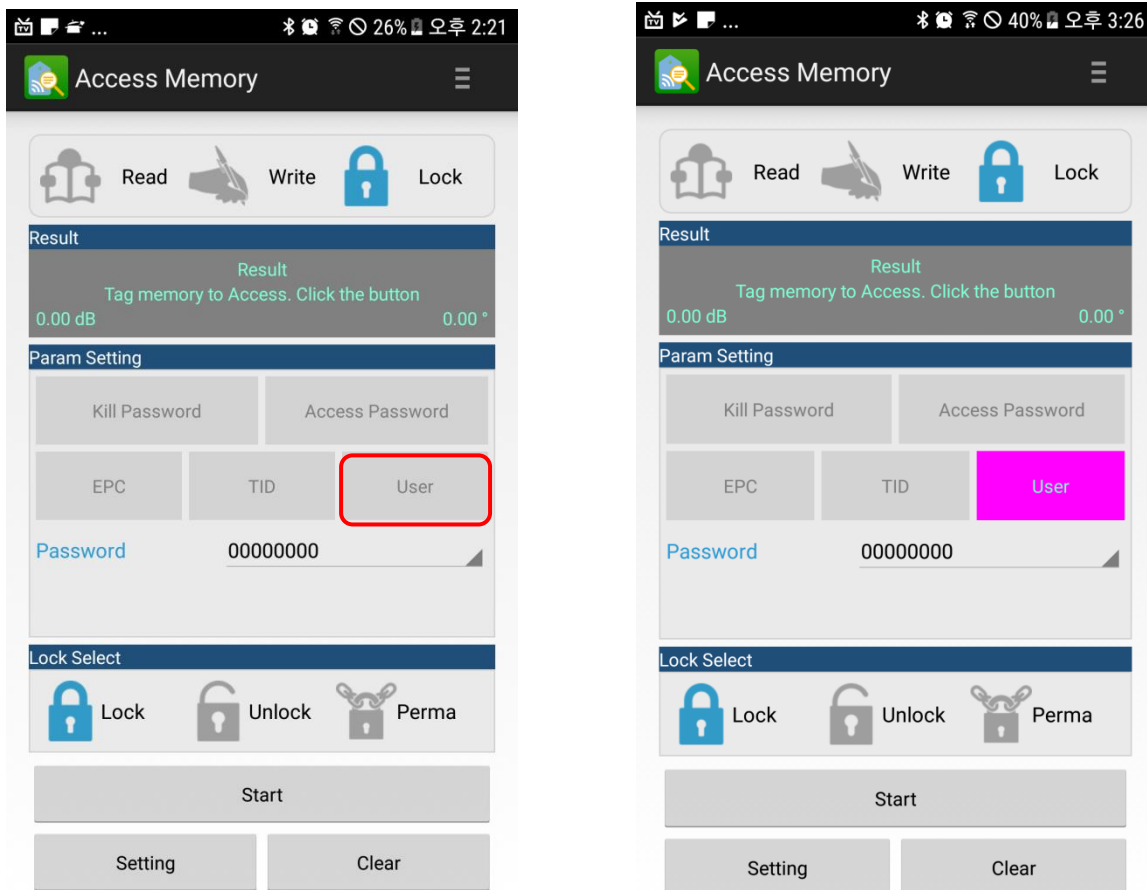 ... 26% 오후 2:21
Access Memory
Read Write Lock
Result
Result
Tag memory to Access. Click the button
0.00 dB 0.00 °
Param Setting
Kill Password Access Password
EPC TID User
Password 00000000
Lock Select
Lock Unlock Perma
Start
Setting Clear
... 40% 오후 3:26
Access Memory
Read Write Lock
Result
Result
Tag memory to Access. Click the button
0.00 dB 0.00 °
Param Setting
Kill Password Access Password
EPC TID User
Password 00000000
Lock Select
Lock Unlock Perma
Start
Setting Clear